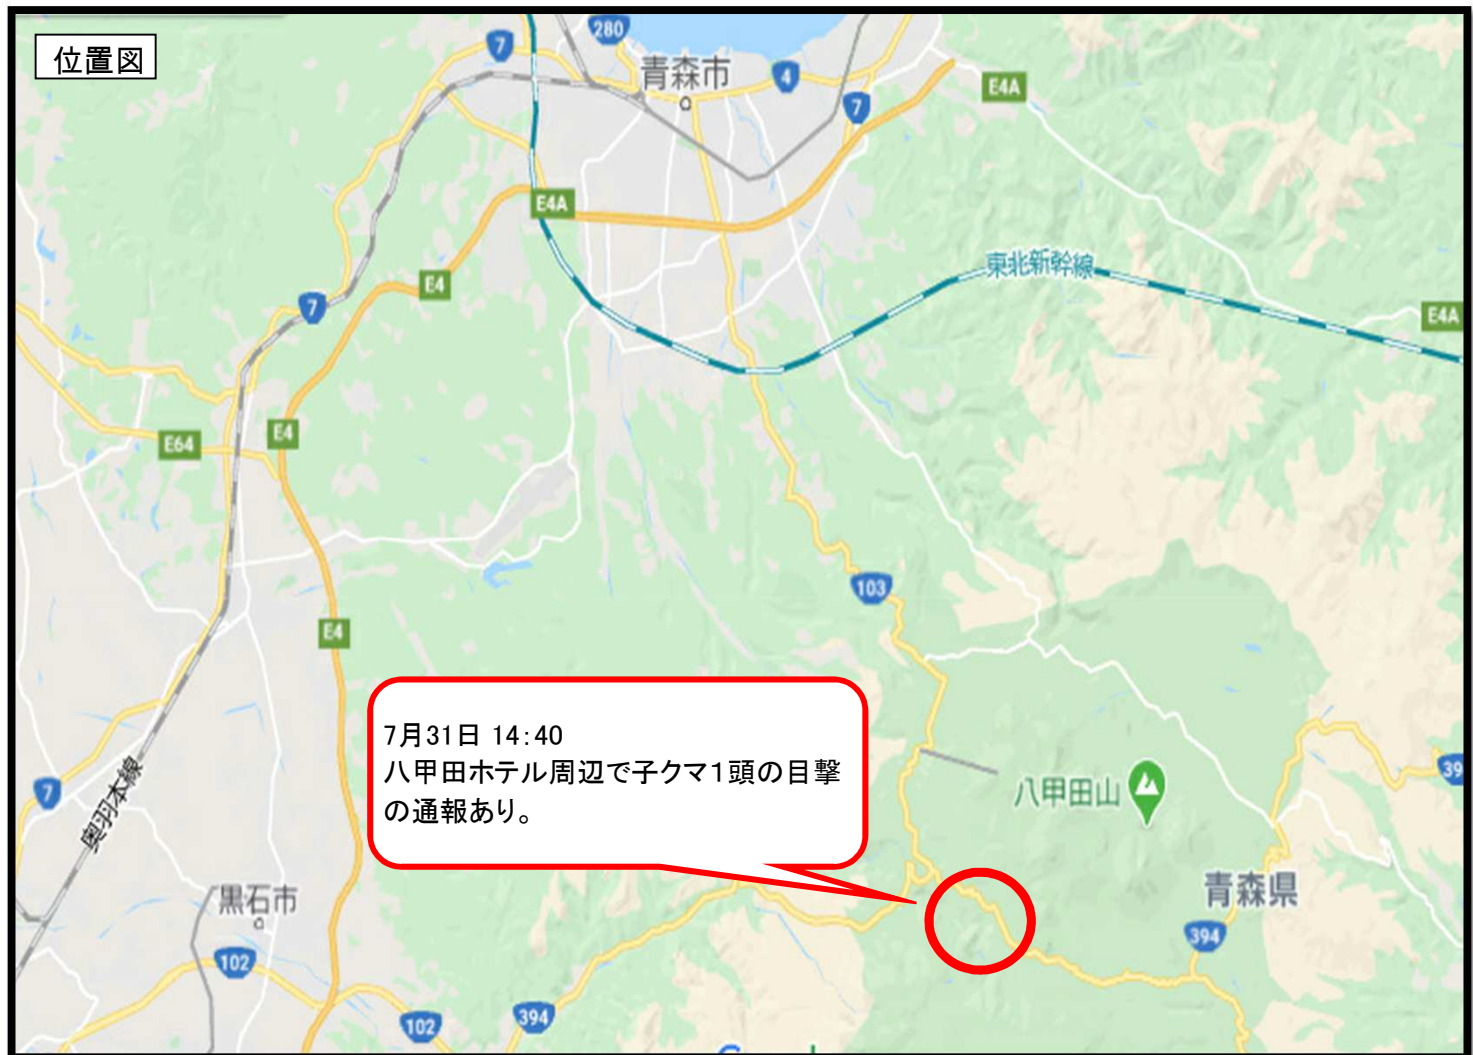 位置図
7
280
青森市
4
7
E4A
E4A
東北新幹線
E4
7
E4A
E4
E64
103
E4
7月31日 14:40
八甲田ホテル周辺で子クマ1頭の目撃
の通報あり。
八甲田山
39
7
奥羽本線
黒石市
青森県
394
102
102
394